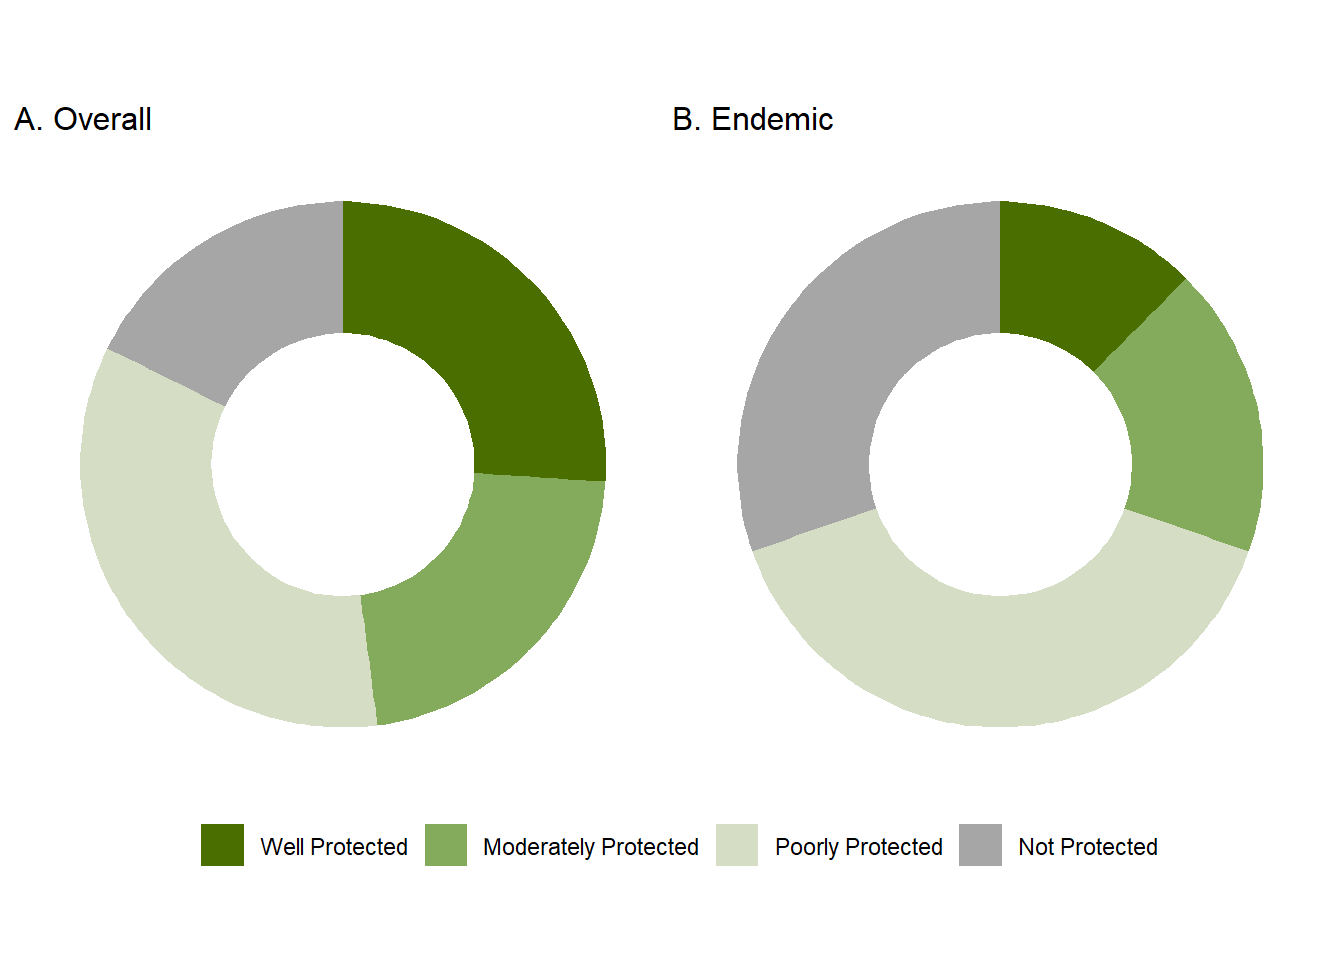 A. Overall
B. Endemic
Well Protected
Moderately Protected
Poorly Protected
Not Protected